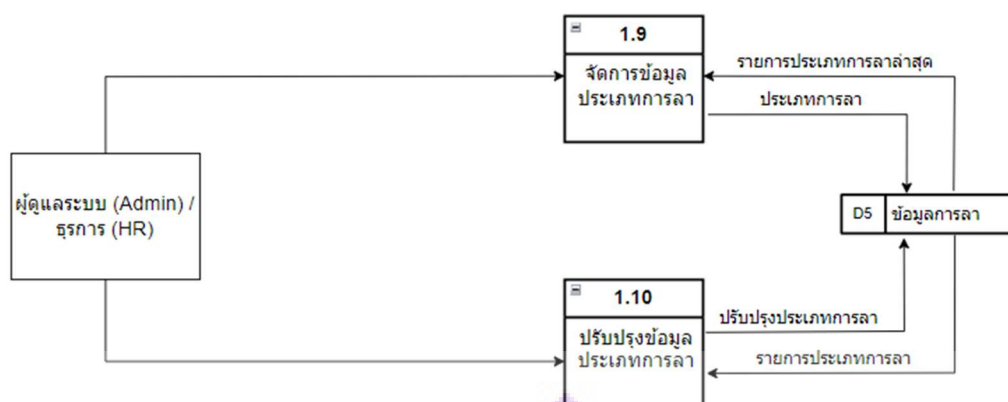 1.9
จัดการข้อมูล
ประเภทการลา
รายการประเภทการลาล่าสุด
ประเภทการลา
ผู้ดูแลระบบ (Admin) /
ธุรการ (HR)
D5 ข้อมูลการลา
1.10
ปรับปรุงข้อมูล
ประเภทการลา
ปรับปรุงประเภทการลา
รายการประเภทการลา